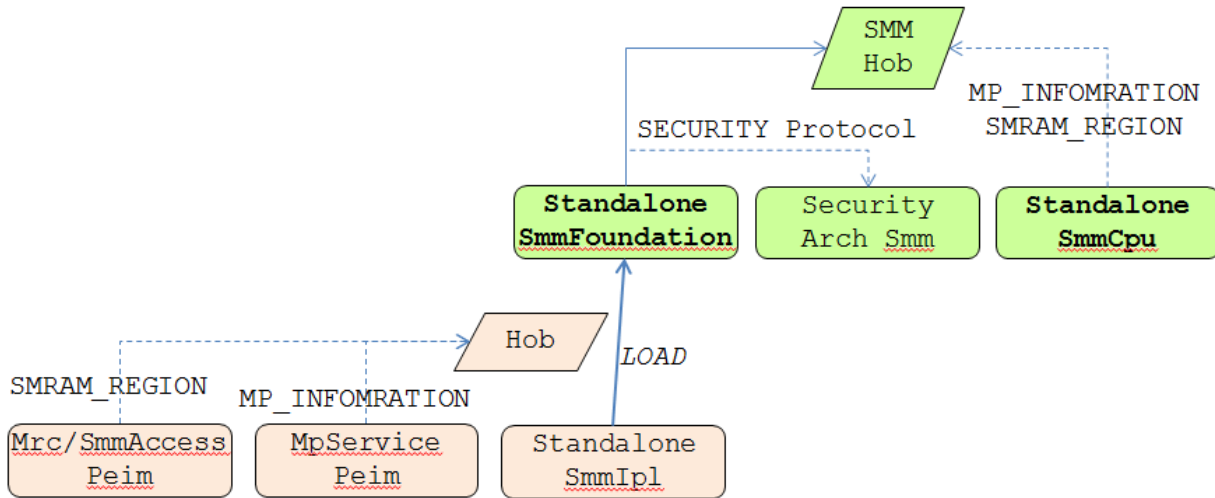 SMM
Hob
MP_INFOMRATION
SMRAM_REGION
SECURITY Protocol
Standalone
SmmFoundation
Security
Arch Smm
Standalone
SmmCpu
Hob
LOAD
SMRAM_REGION
MP_INFOMRATION
Mrc/SmmAccess
Peim
MpService
Peim
Standalone
SmmIpl